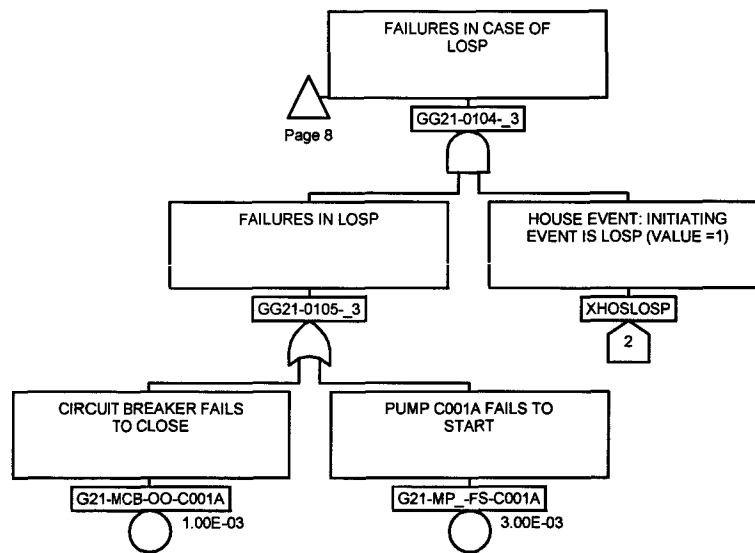 FAILURES IN CASE OF
LOSP
Page 8
GG21-0104-_3
FAILURES IN LOSP
HOUSE EVENT: INITIATING
EVENT IS LOSP (VALUE =1)
GG21-0105-_3
XHOSLOSP
2
CIRCUIT BREAKER FAILS
TO CLOSE
PUMP C001A FAILS TO
START
G21-MCB-OO-C001A
G21-MP_-FS-C001A
1.00E-03
3.00E-03